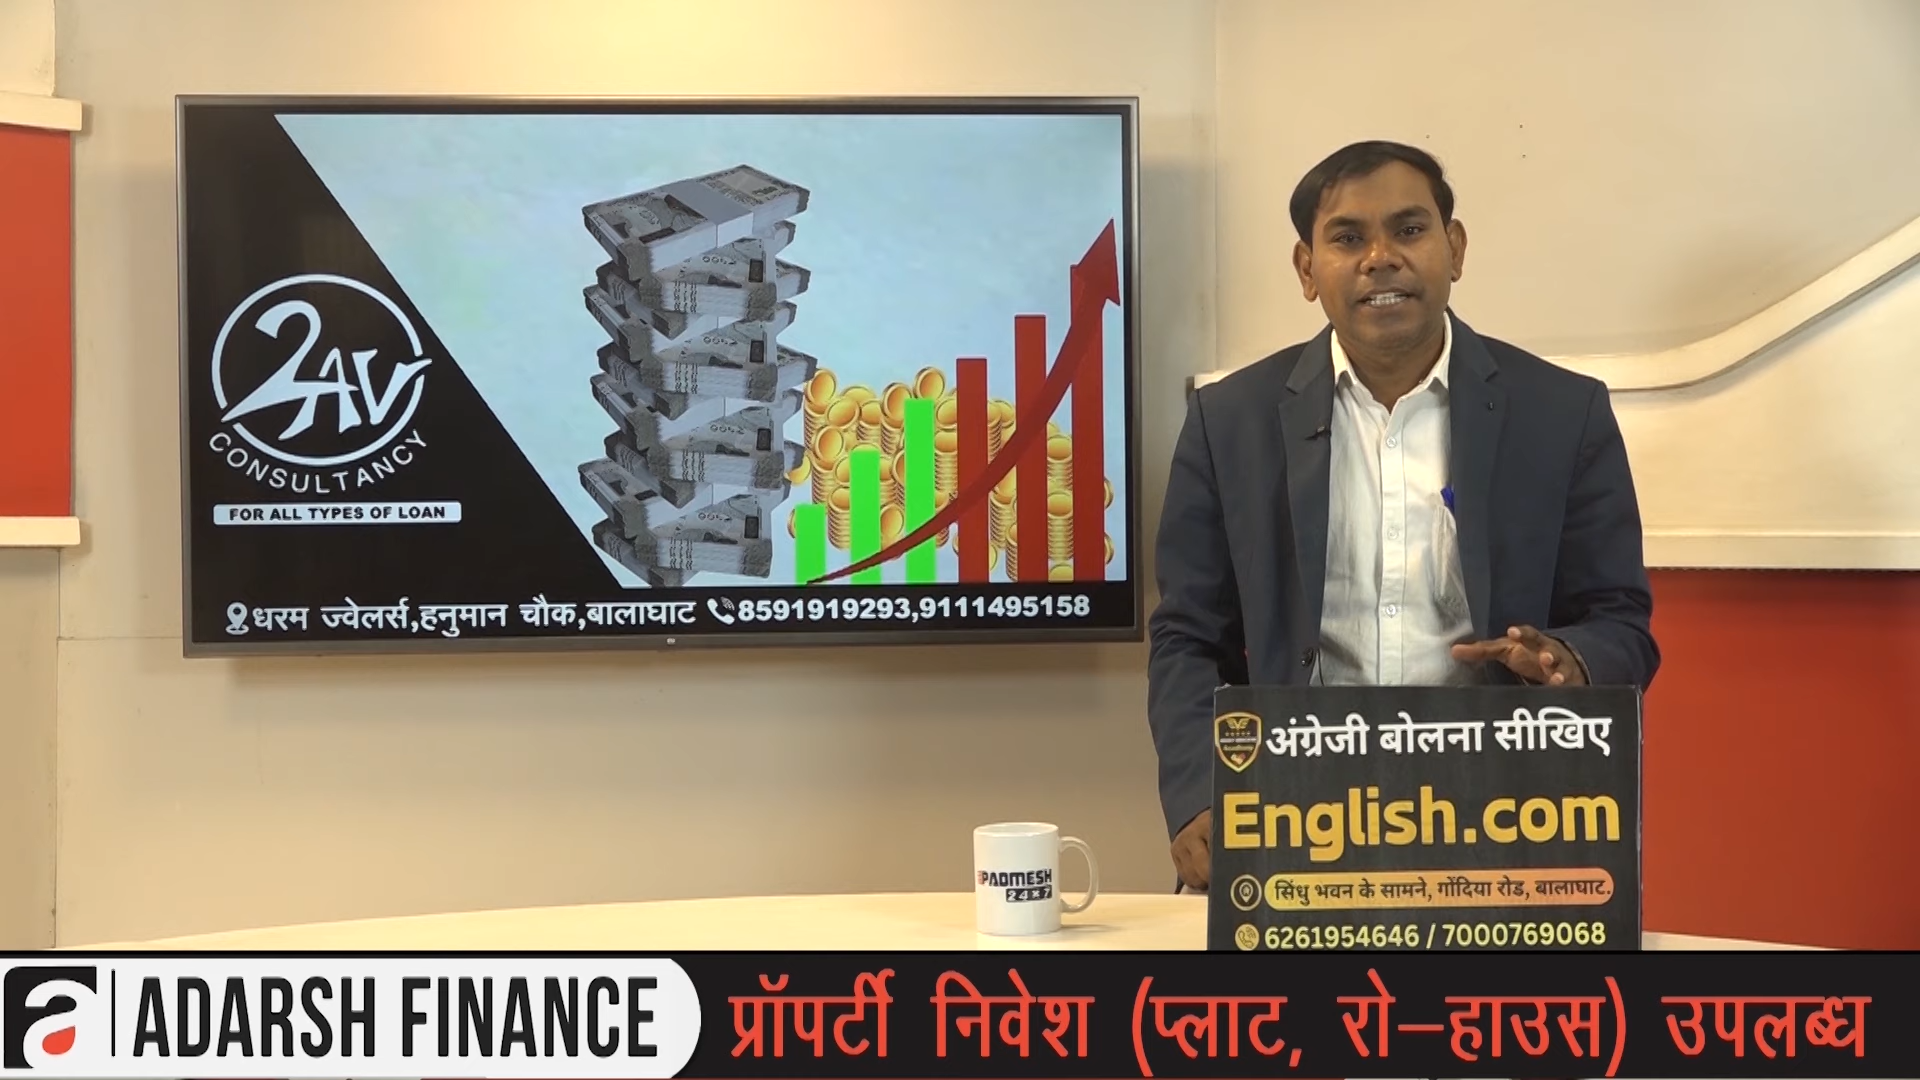 2AV
CONSULTANCY
FOR ALL TYPES OF LOAN
धरम ज्वेलर्स,हनुमान चौक,बालाघाट 8591919293,9111495158
अंग्रेजी बोलना सीखिए
English.com
सिंधु भवन के सामने, गोंदिया रोड, बालाघाट.
6261954646 / 7000769068
PADMESH
24x7
ADARSH FINANCE
प्रॉपर्टी निवेश (प्लाट, रो-हाउस) उपलब्ध